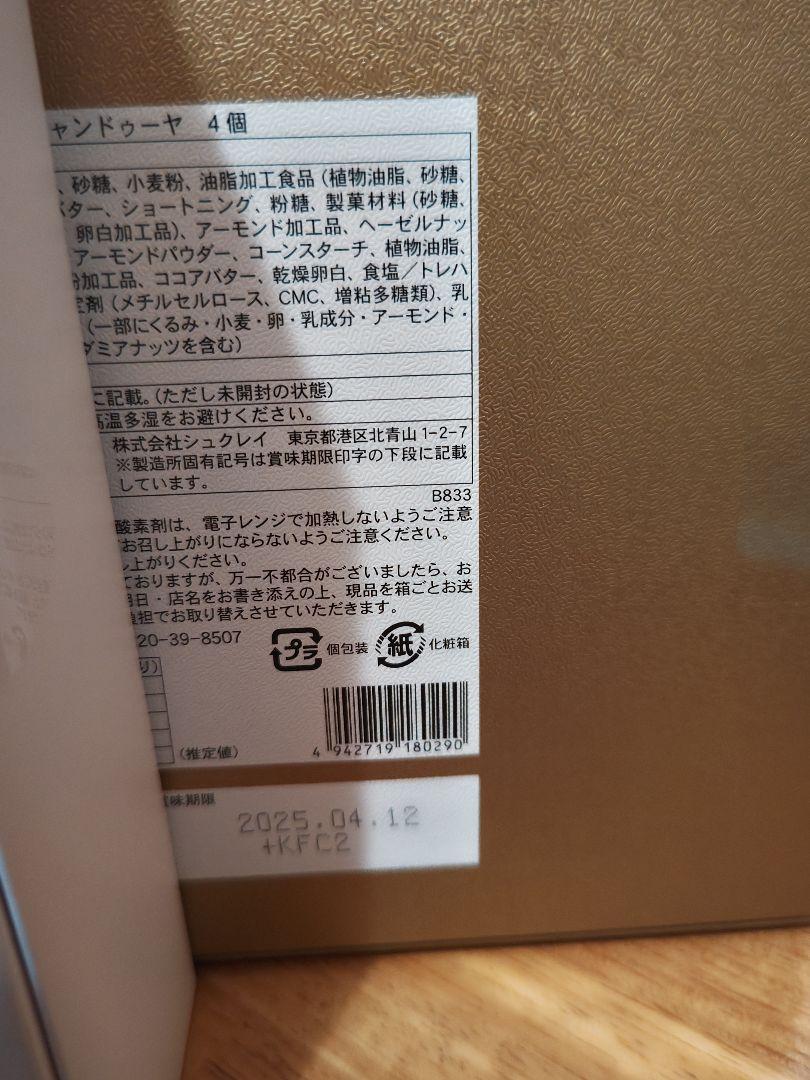 ャンドゥーヤ 4個
、砂糖、小麦粉、油脂加工食品(植物油脂、砂糖、
バター、ショートニング、粉糖、製菓材料(砂糖、
卵白加工品)、アーモンド加工品、ヘーゼルナッ
アーモンドパウダー、コーンスターチ、植物油脂、
粉加工品、ココアバター、乾燥卵白、食塩/トレハ
定剤(メチルセルロース、CMC、増粘多糖類)、乳
(一部にくるみ・小麦・卵・乳成分・アーモンド・
ダミアナッツを含む)
に記載。(ただし未開封の状態)
高温多湿をお避けください。
株式会社シュクレイ 東京都港区北青山1-2-7
※製造所固有記号は賞味期限印字の下段に記載
しています。
B833
酸素剤は、電子レンジで加熱しないようご注意
お召し上がりにならないようご注意ください。
し上がりください。
ておりますが、万一不都合がございましたら、お
月日・店名をお書き添えの上、現品を箱ごとお送
負担でお取り替えさせていただきます。
20-39-8507
プラ 個包装 紙 化粧箱
り)
(推定値)
4 942719 180290
賞味期限
2025.04.12
+KFC2